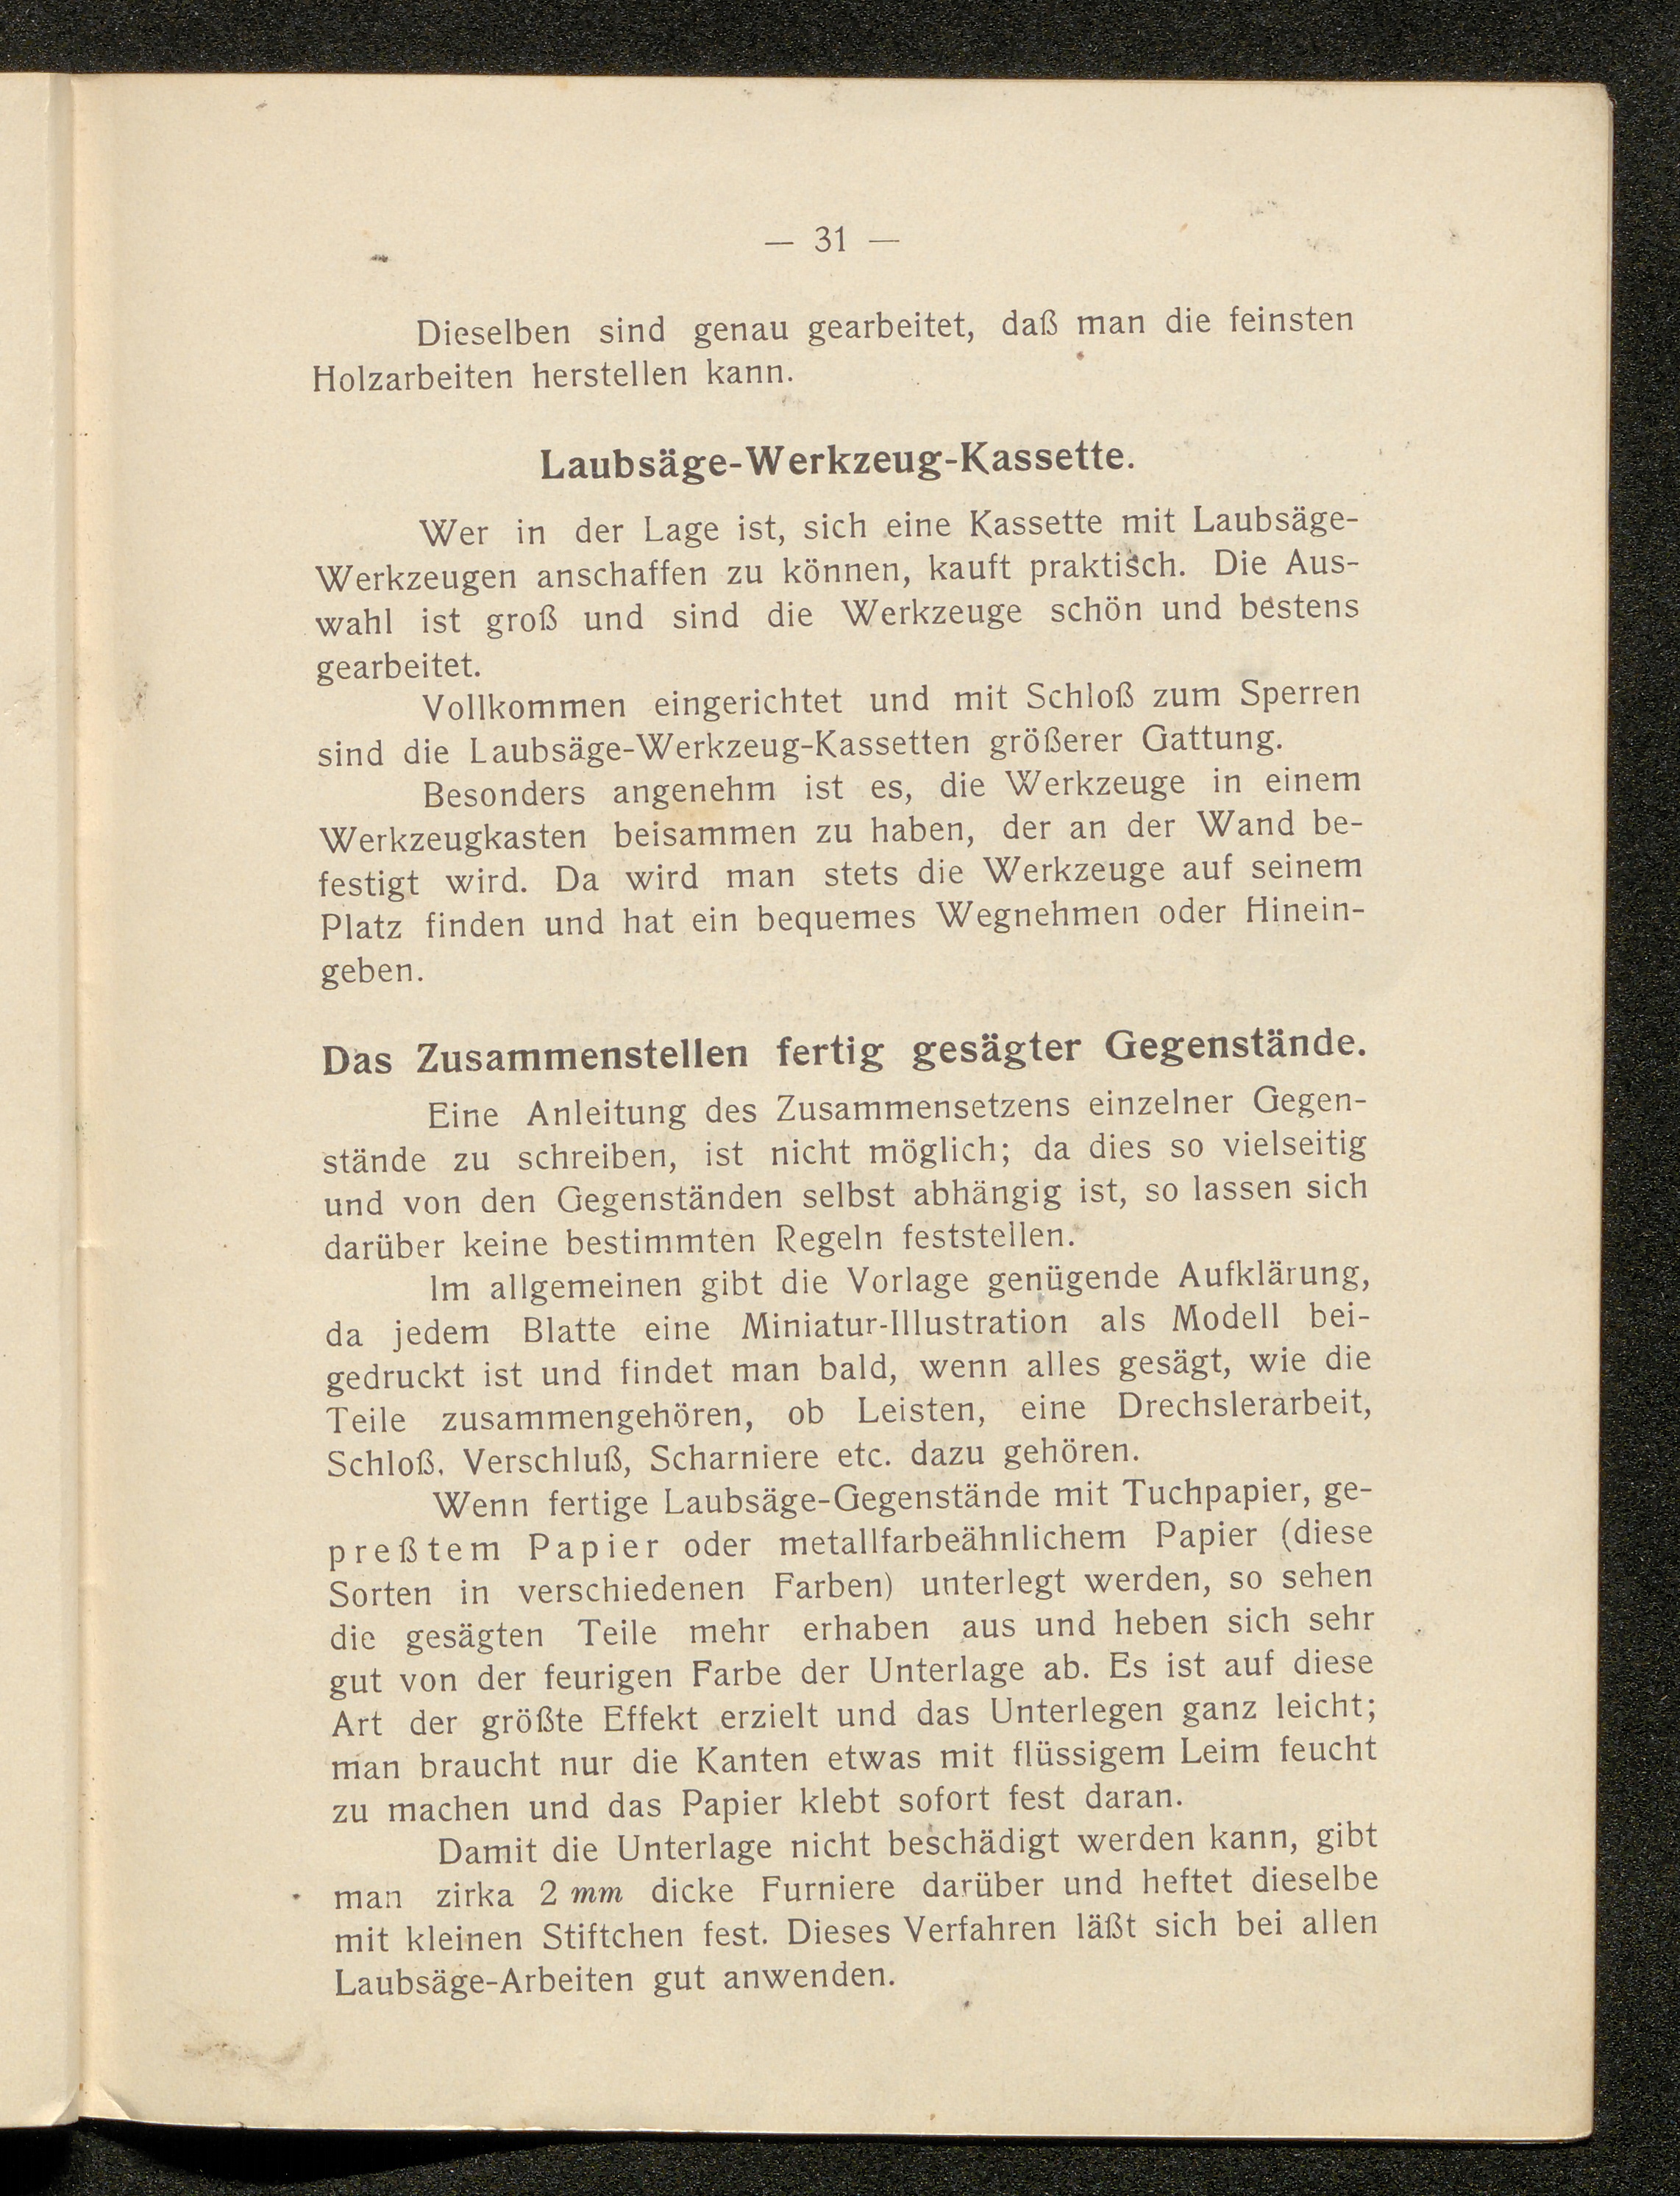 — 31 —
Dieselben sind genau gearbeitet, daß man die feinsten
Holzarbeiten herstellen kann.
Laubsäge-Werkzeug-Kassette.
Wer in der Lage ist, sich eine Kassette mit Laubsäge-
Werkzeugen anschaffen zu können, kauft praktisch. Die Aus-
wahl ist groß und sind die Werkzeuge schön und bestens
gearbeitet.
Vollkommen eingerichtet und mit Schloß zum Sperren
sind die Laubsäge-Werkzeug-Kassetten größerer Gattung.
Besonders angenehm ist es, die Werkzeuge in einem
Werkzeugkasten beisammen zu haben, der an der Wand be-
festigt wird. Da wird man stets die Werkzeuge auf seinem
Platz finden und hat ein bequemes Wegnehmen oder Hinein-
geben.
Das Zusammenstellen fertig gesägter Gegenstände.
Eine Anleitung des Zusammensetzens einzelner Gegen-
stände zu schreiben, ist nicht möglich; da dies so vielseitig
und von den Gegenständen selbst abhängig ist, so lassen sich
darüber keine bestimmten Regeln feststellen.
Im allgemeinen gibt die Vorlage genügende Aufklärung,
da jedem Blatte eine Miniatur-Illustration als Modell bei-
gedruckt ist und findet man bald, wenn alles gesägt, wie die
Teile zusammengehören, ob Leisten, eine Drechslerarbeit,
Schloß, Verschluß, Scharniere etc. dazu gehören.
Wenn fertige Laubsäge-Gegenstände mit Tuchpapier, ge-
preßtem Papier oder metallfarbeähnlichem Papier (diese
Sorten in verschiedenen Farben) unterlegt werden, so sehen
die gesägten Teile mehr erhaben aus und heben sich sehr
gut von der feurigen Farbe der Unterlage ab. Es ist auf diese
Art der größte Effekt erzielt und das Unterlegen ganz leicht;
man braucht nur die Kanten etwas mit flüssigem Leim feucht
zu machen und das Papier klebt sofort fest daran.
Damit die Unterlage nicht beschädigt werden kann, gibt
man zirka 2 mm dicke Furniere darüber und heftet dieselbe
mit kleinen Stiftchen fest. Dieses Verfahren läßt sich bei allen
Laubsäge-Arbeiten gut anwenden.